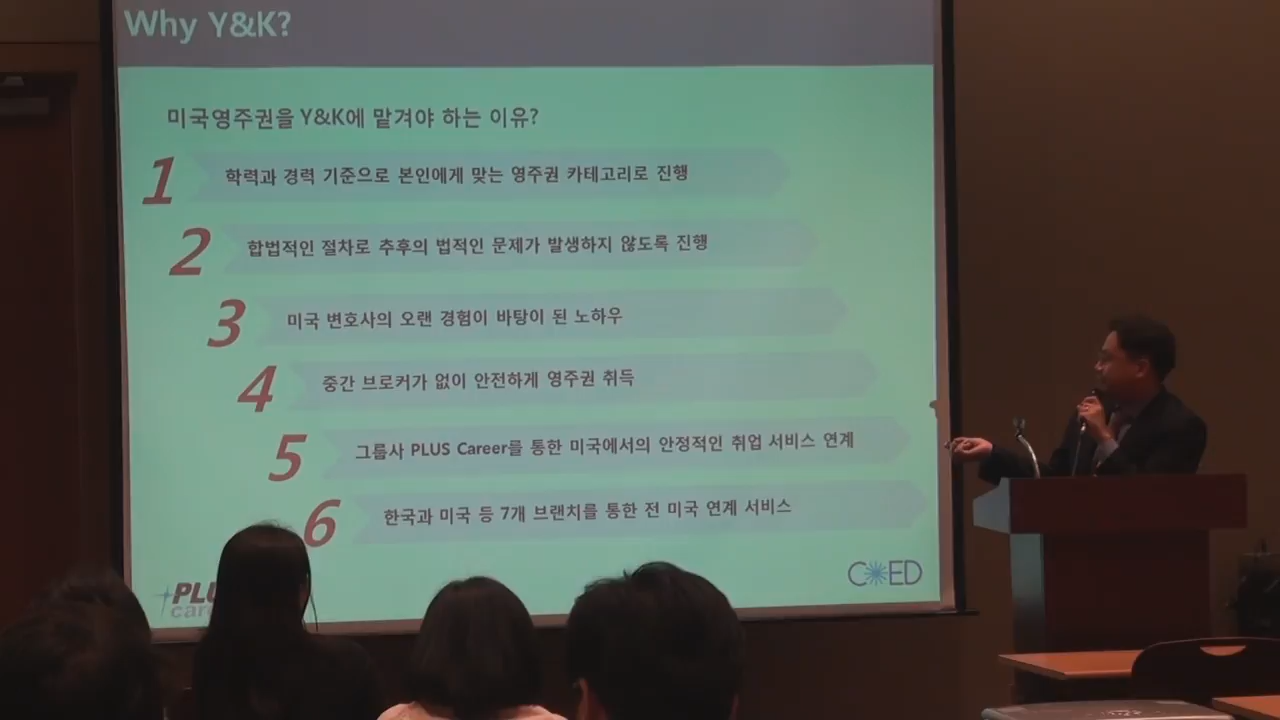 Why Y&K?
미국영주권을 Y&K에 맡겨야 하는 이유?
1 학력과 경력 기준으로 본인에게 맞는 영주권 카테고리로 진행
2 합법적인 절차로 추후의 법적인 문제가 발생하지 않도록 진행
3 미국 변호사의 오랜 경험이 바탕이 된 노하우
4 중간 브로커가 없이 안전하게 영주권 취득
5 그룹사 PLUS Career를 통한 미국에서의 안정적인 취업 서비스 연계
6 한국과 미국 등 7개 브랜치를 통한 전 미국 연계 서비스